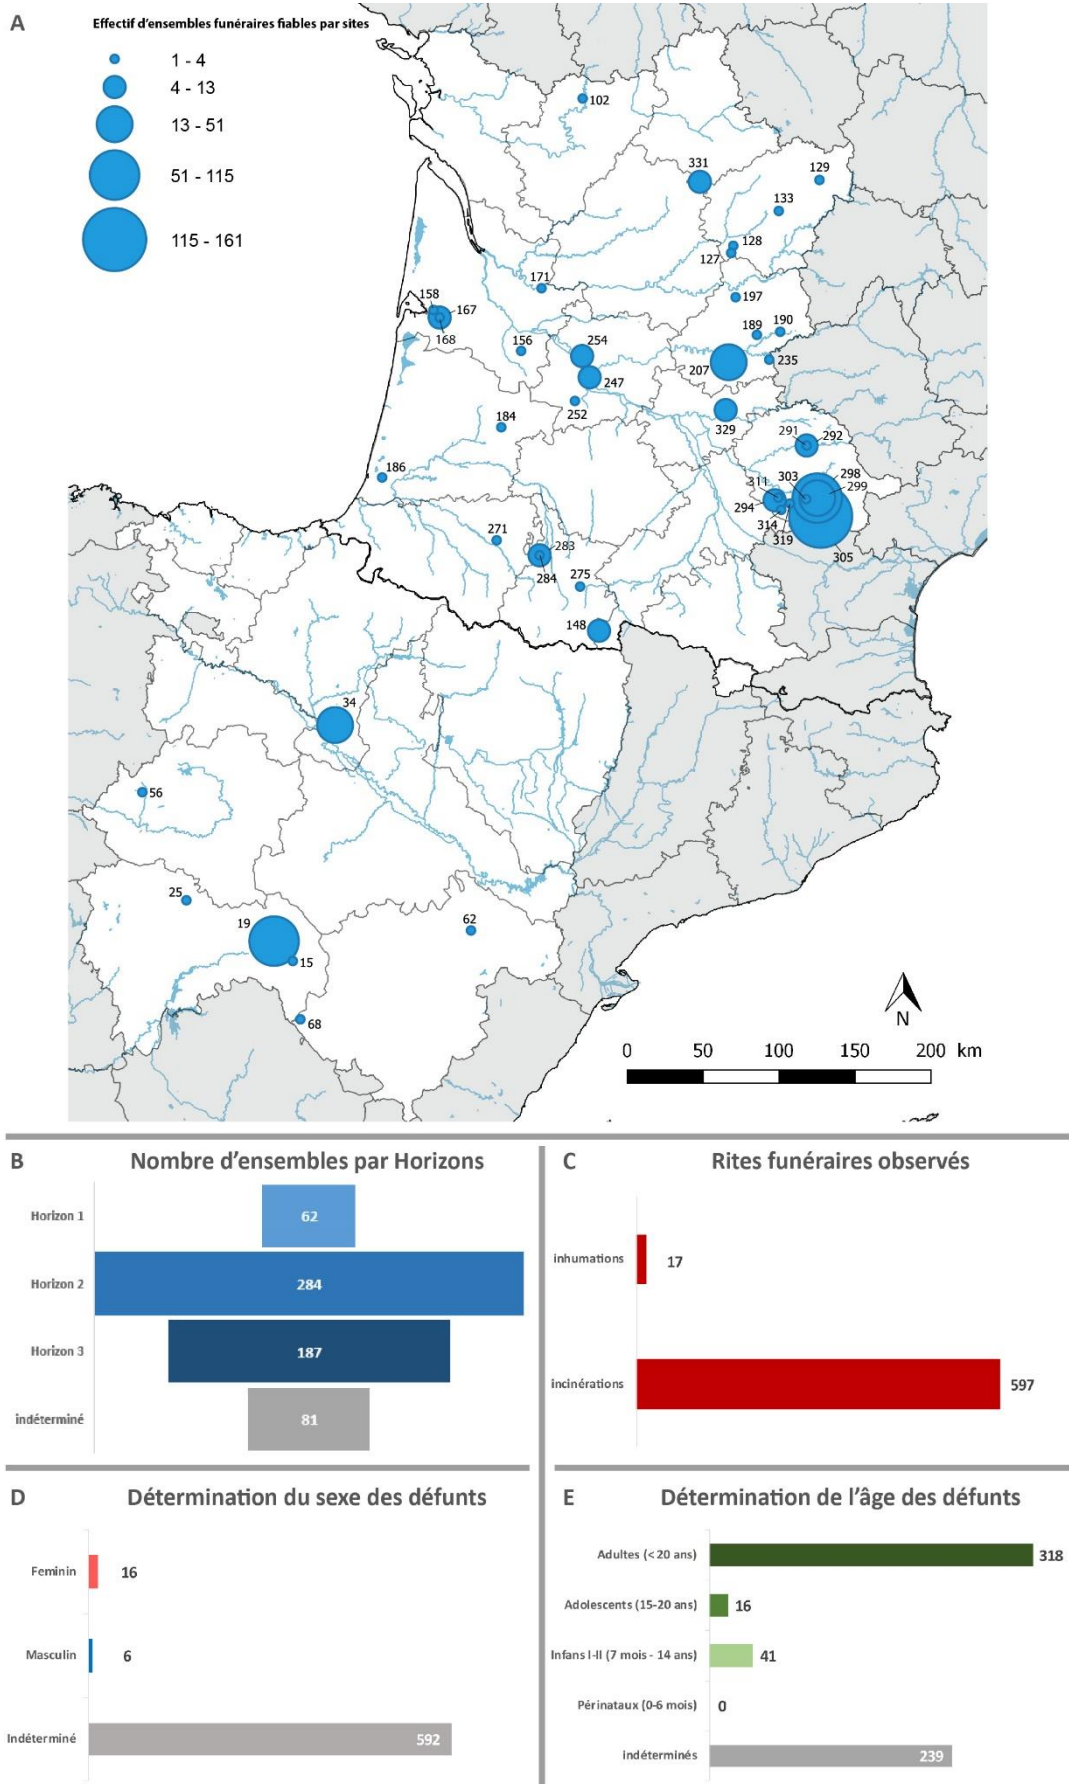 A
Effectif d'ensembles funéraires fiables par sites
1 - 4
4 - 13
13 - 51
51 - 115
115 - 161
102
331
129
133
128
127
171
197
158
167
168
156
189
190
254
235
207
247
252
329
184
291
292
186
303
298
311
299
294
314
319
305
271
283
284
275
148
34
56
25
19
62
15
68
N
0 50 100 150 200 km
B
Nombre d'ensembles par Horizons
Horizon 1
62
Horizon 2
284
Horizon 3
187
indéterminé
81
C
Rites funéraires observés
inhumations
17
incinérations
597
D
Détermination du sexe des défunts
Feminin
16
Masculin
6
Indéterminé
592
E
Détermination de l'âge des défunts
Adultes (<20 ans)
318
Adolescents (15-20 ans)
16
Infans I-II (7 mois - 14 ans)
41
Périnataux (0-6 mois)
0
indéterminés
239